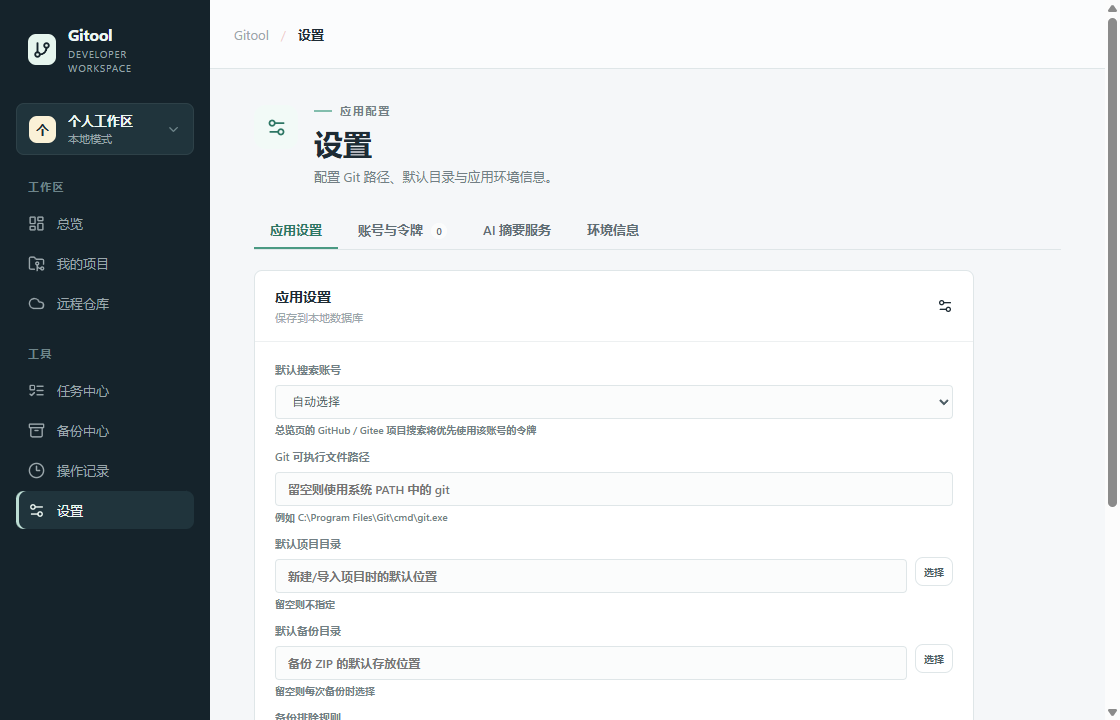 Gitool
DEVELOPER
WORKSPACE
个
个人工作区
本地模式
工作区
总览
我的项目
远程仓库
工具
任务中心
备份中心
操作记录
设置
Gitool / 设置
应用配置
设置
配置 Git 路径、默认目录与应用环境信息。
应用设置 账号与令牌 0 AI 摘要服务 环境信息
应用设置
保存到本地数据库
默认搜索账号
自动选择
总览页的 GitHub / Gitee 项目搜索将优先使用该账号的令牌
Git 可执行文件路径
留空则使用系统 PATH 中的 git
例如 C:\Program Files\Git\cmd\git.exe
默认项目目录
新建/导入项目时的默认位置 选择
留空则不指定
默认备份目录
备份 ZIP 的默认存放位置 选择
留空则每次备份时选择
备份排除规则